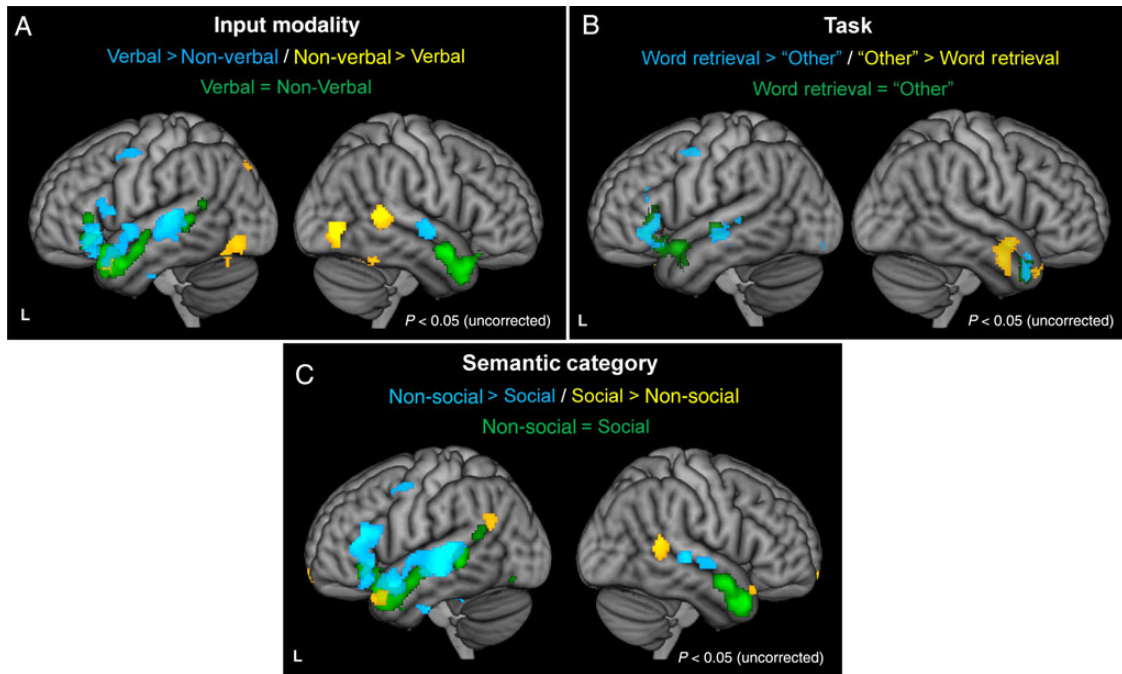 A
Input modality
Verbal > Non-verbal / Non-verbal > Verbal
Verbal = Non-Verbal
L
P < 0.05 (uncorrected)
B
Task
Word retrieval > “Other” / “Other” > Word retrieval
Word retrieval = “Other”
L
P < 0.05 (uncorrected)
C
Semantic category
Non-social > Social / Social > Non-social
Non-social = Social
L
P < 0.05 (uncorrected)